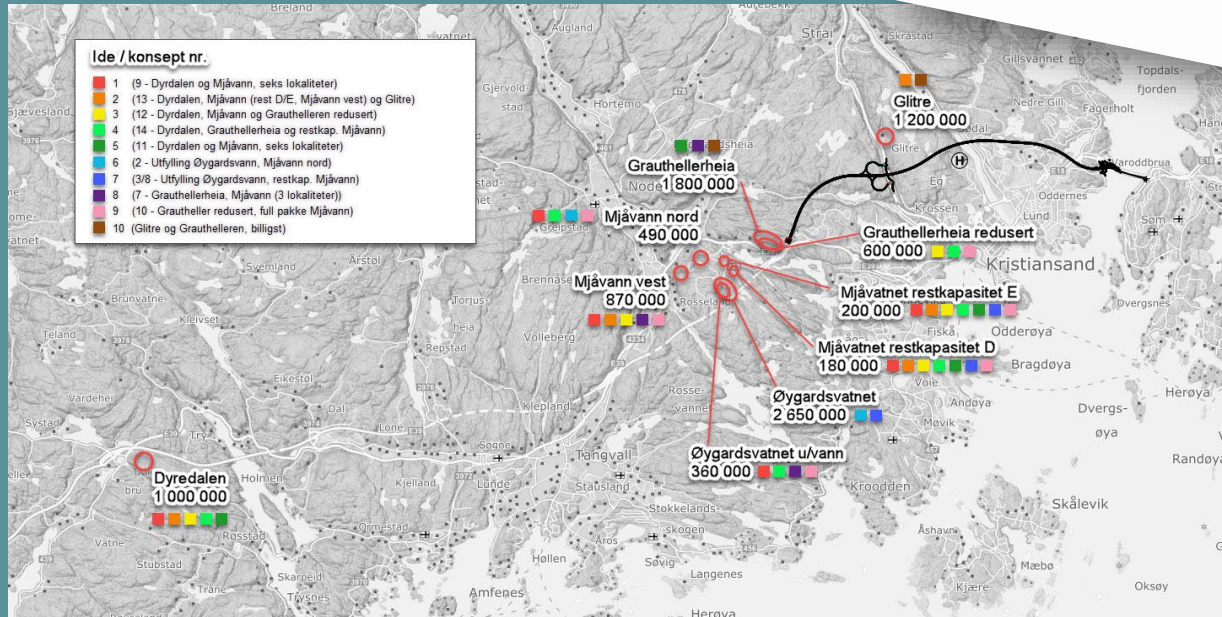 Ide / konsept nr.
1 (9 - Dyrdalen og Mjåvann, seks lokaliteter)
2 (13 - Dyrdalen, Mjåvann (rest D/E, Mjåvann vest) og Glitre)
3 (12 - Dyrdalen, Mjåvann og Grauthelleren redusert)
4 (14 - Dyrdalen, Grauthellerheia og restkap. Mjåvann)
5 (11 - Dyrdalen og Mjåvann, seks lokaliteter)
6 (2 - Utfylling Øygardsvann, Mjåvann nord)
7 (3/8 - Utfylling Øygardsvann, restkap. Mjåvann)
8 (7 - Grauthellerheia, Mjåvann (3 lokaliteter))
9 (10 - Grautheller redusert, full pakke Mjåvann)
10 (Glitre og Grauthelleren, billigst)
Breland
Augland
Strai
Skråstad
Gillsvannet
Topdals-
fjorden
Hortemo
Nedre Gill
Fagerholt
Glitre
1 200 000
Glitre
Varoddbrua
Eg
Oddernes
Lund
Krossen
Søm
Grauthellerheia
1 800 000
Mjåvann nord
490 000
Grauthellerheia redusert
600 000
Kristiansand
Mjåvann vest
870 000
Rosseland
Mjåvatnet restkapasitet E
200 000
Dvergsnes
Fiskå
Odderøya
Mjåvatnet restkapasitet D
180 000
Bragdøya
Voie
Andøya
Herøya
Øygardsvatnet
2 650 000
Møvik
Dvergs-
øya
Randøya
Øygardsvatnet u/vann
360 000
Kroodden
Skålevik
Svemland
Årstøl
Brennåse
Brunvatne
Kleivset
Torjus-
heia
Teland
Repstad
Volleberg
Eikestøl
Rosse-
vannet
Vardehei
Dal
Klepland
Systad
Try
Lone
Søgne
Tangvall
Holmen
Kjelland
Lunde
Stausland
Dyredalen
1 000 000
Stokkelands-
skogen
Røsstad
Ormestad
Vatne
Åros
Høllen
Søvig
Langenes
Stubstad
Skarpeid
Tråne
Trysnes
Amfenes
Herøya
Åshavn
Mæbø
Kjære
Oksøy